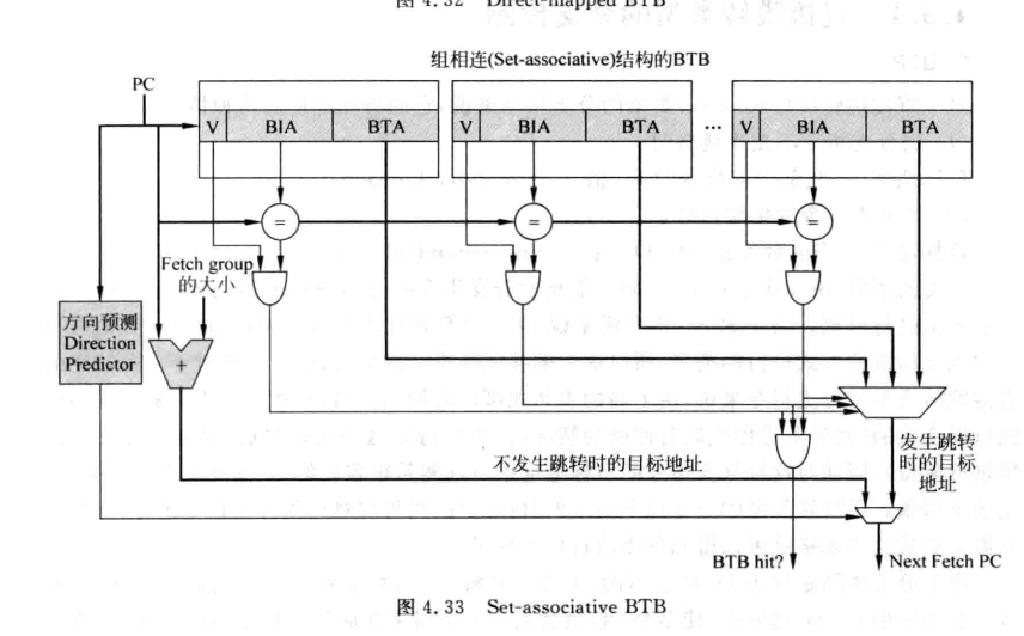 图 4.32 Direct-mapped BTB
组相连(Set-associative)结构的BTB
PC
V BIA BTA V BIA BTA ... V BIA BTA
= = =
Fetch group
的大小
方向预测
Direction
Predictor
+
不发生跳转时的目标地址
发生跳转
时的目标
地址
BTB hit?
Next Fetch PC
图 4.33 Set-associative BTB